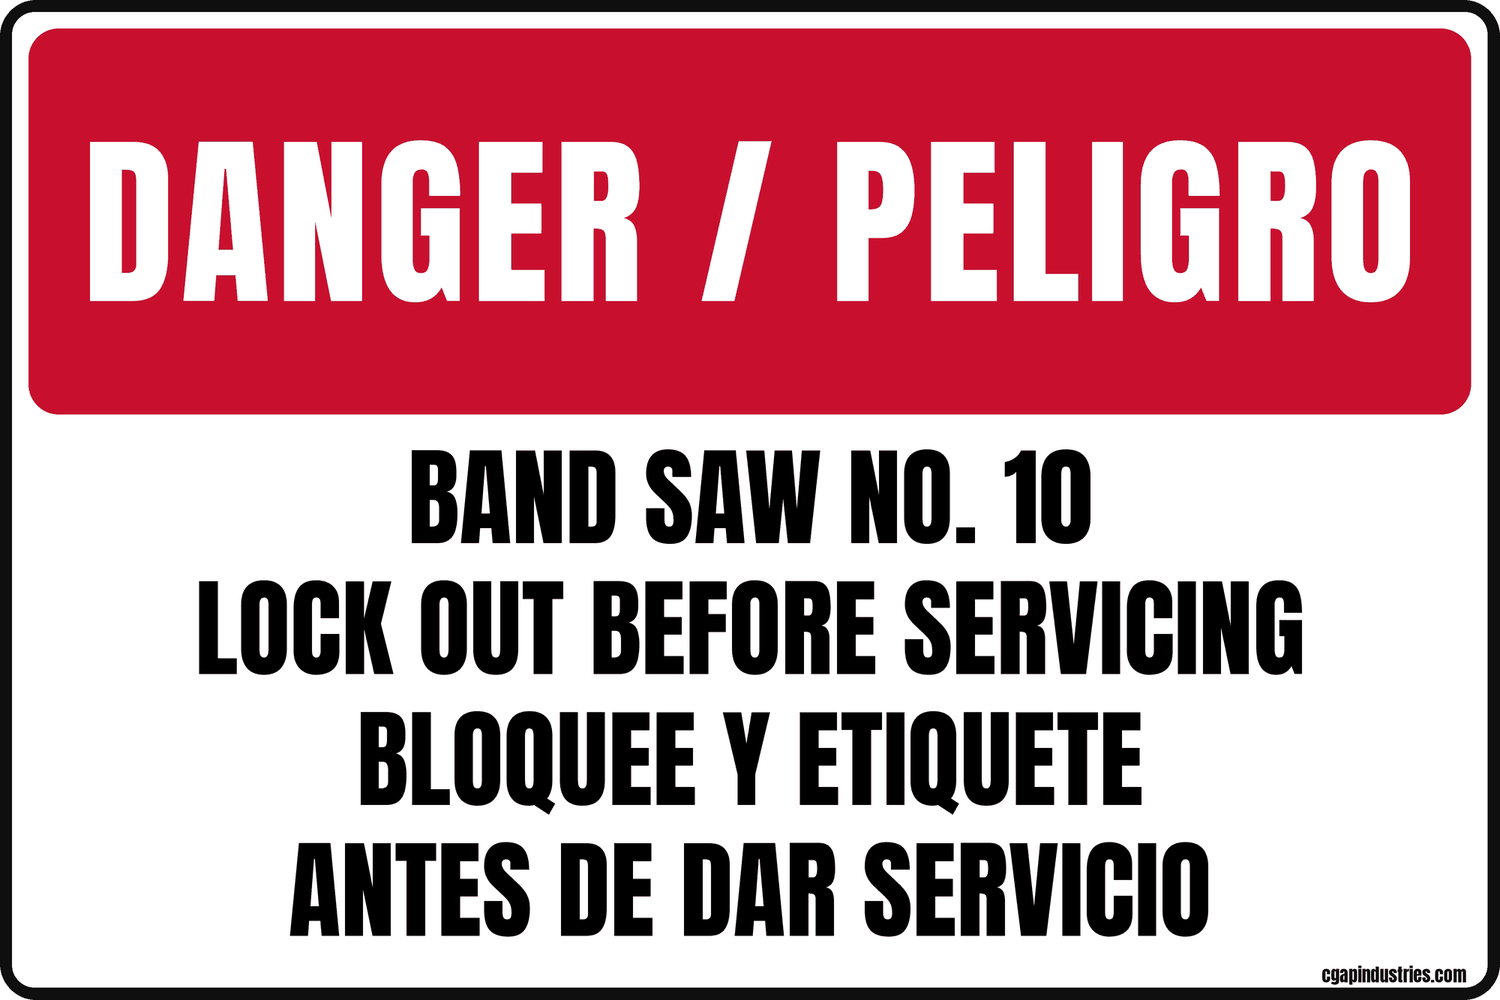 DANGER / PELIGRO
BAND SAW NO. 10
LOCK OUT BEFORE SERVICING
BLOQUEE Y ETIQUETE
ANTES DE DAR SERVICIO
cgapindustries.com